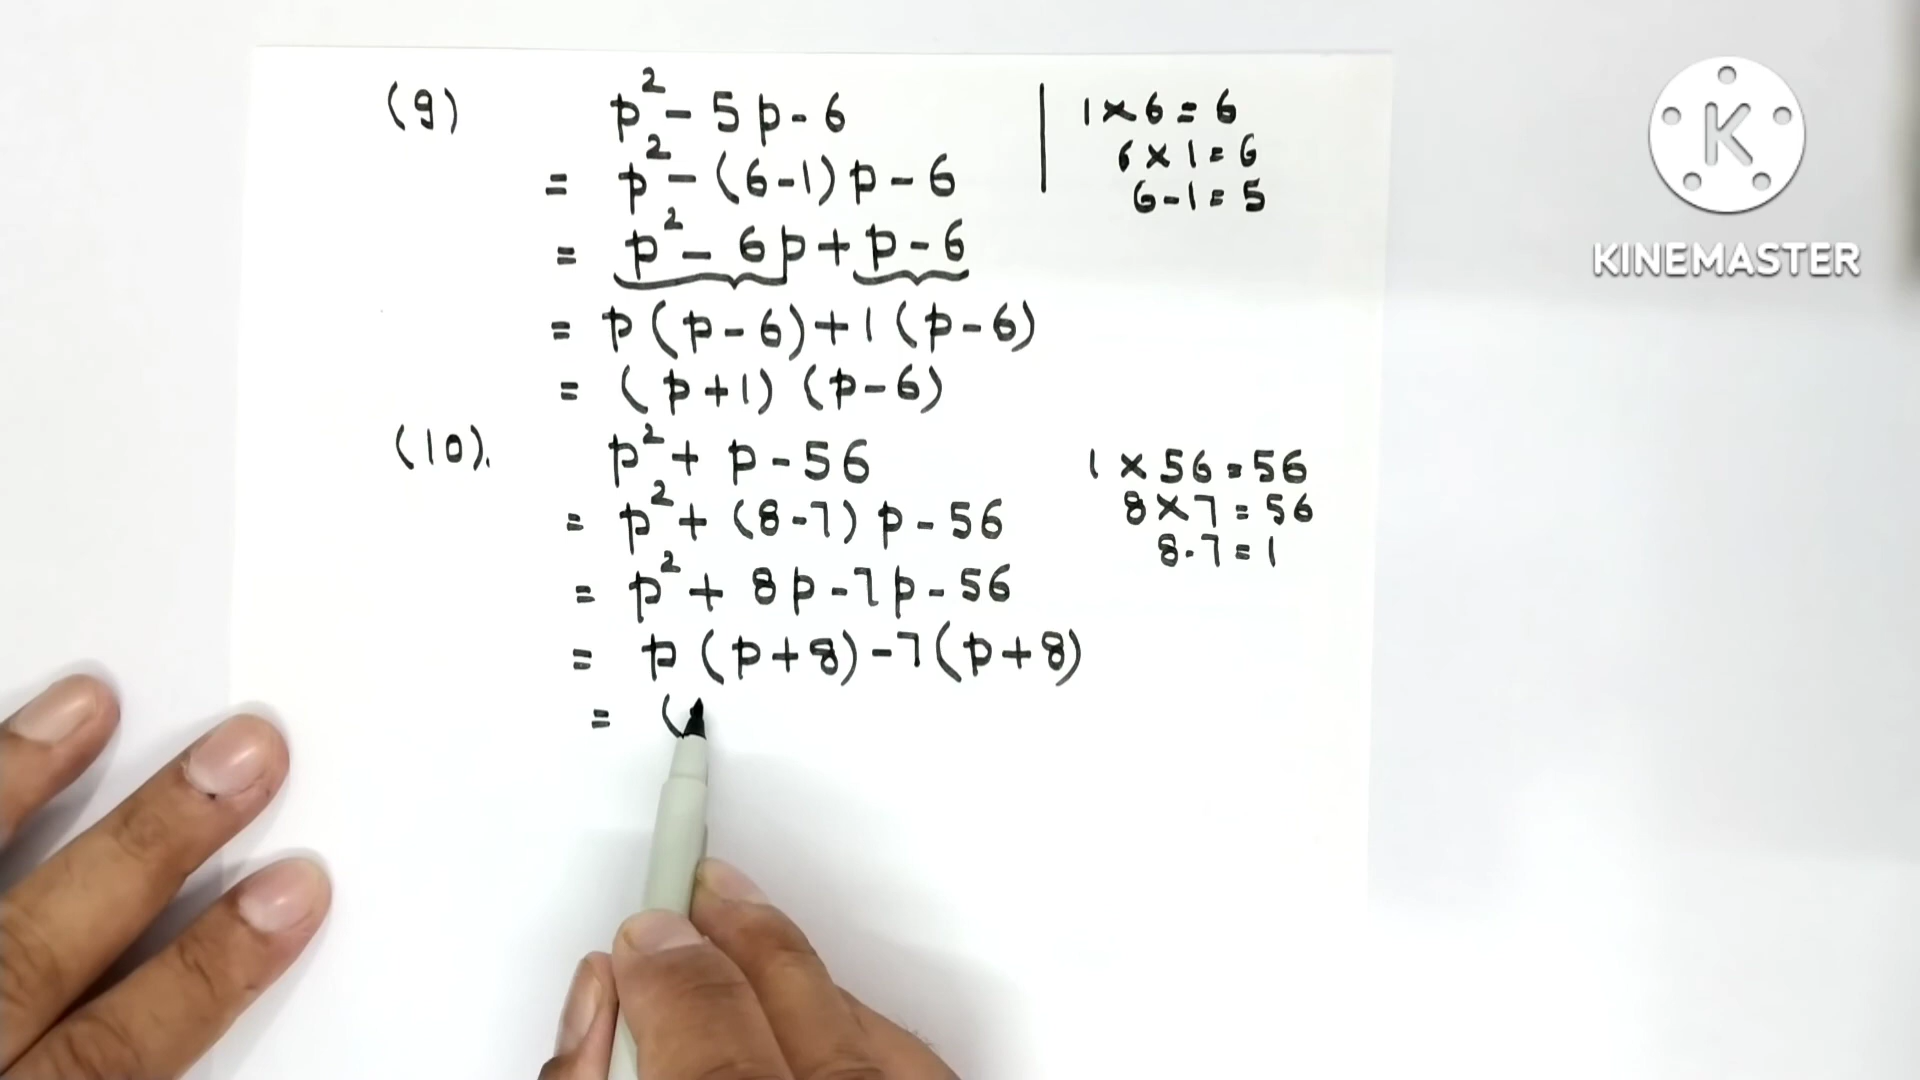 (9) p² - 5p - 6
= p² - (6-1)p - 6
= p² - 6p + p - 6
= p(p-6)+1(p-6)
= (p+1) (p-6)
1 × 6 = 6
6 × 1 = 6
6 - 1 = 5
(10). p² + p - 56
= p² + (8-7) p - 56
= p² + 8p - 7p - 56
= p (p+8) - 7(p+8)
= (
1 × 56 = 56
8 × 7 = 56
8 - 7 = 1
K
KINEMASTER